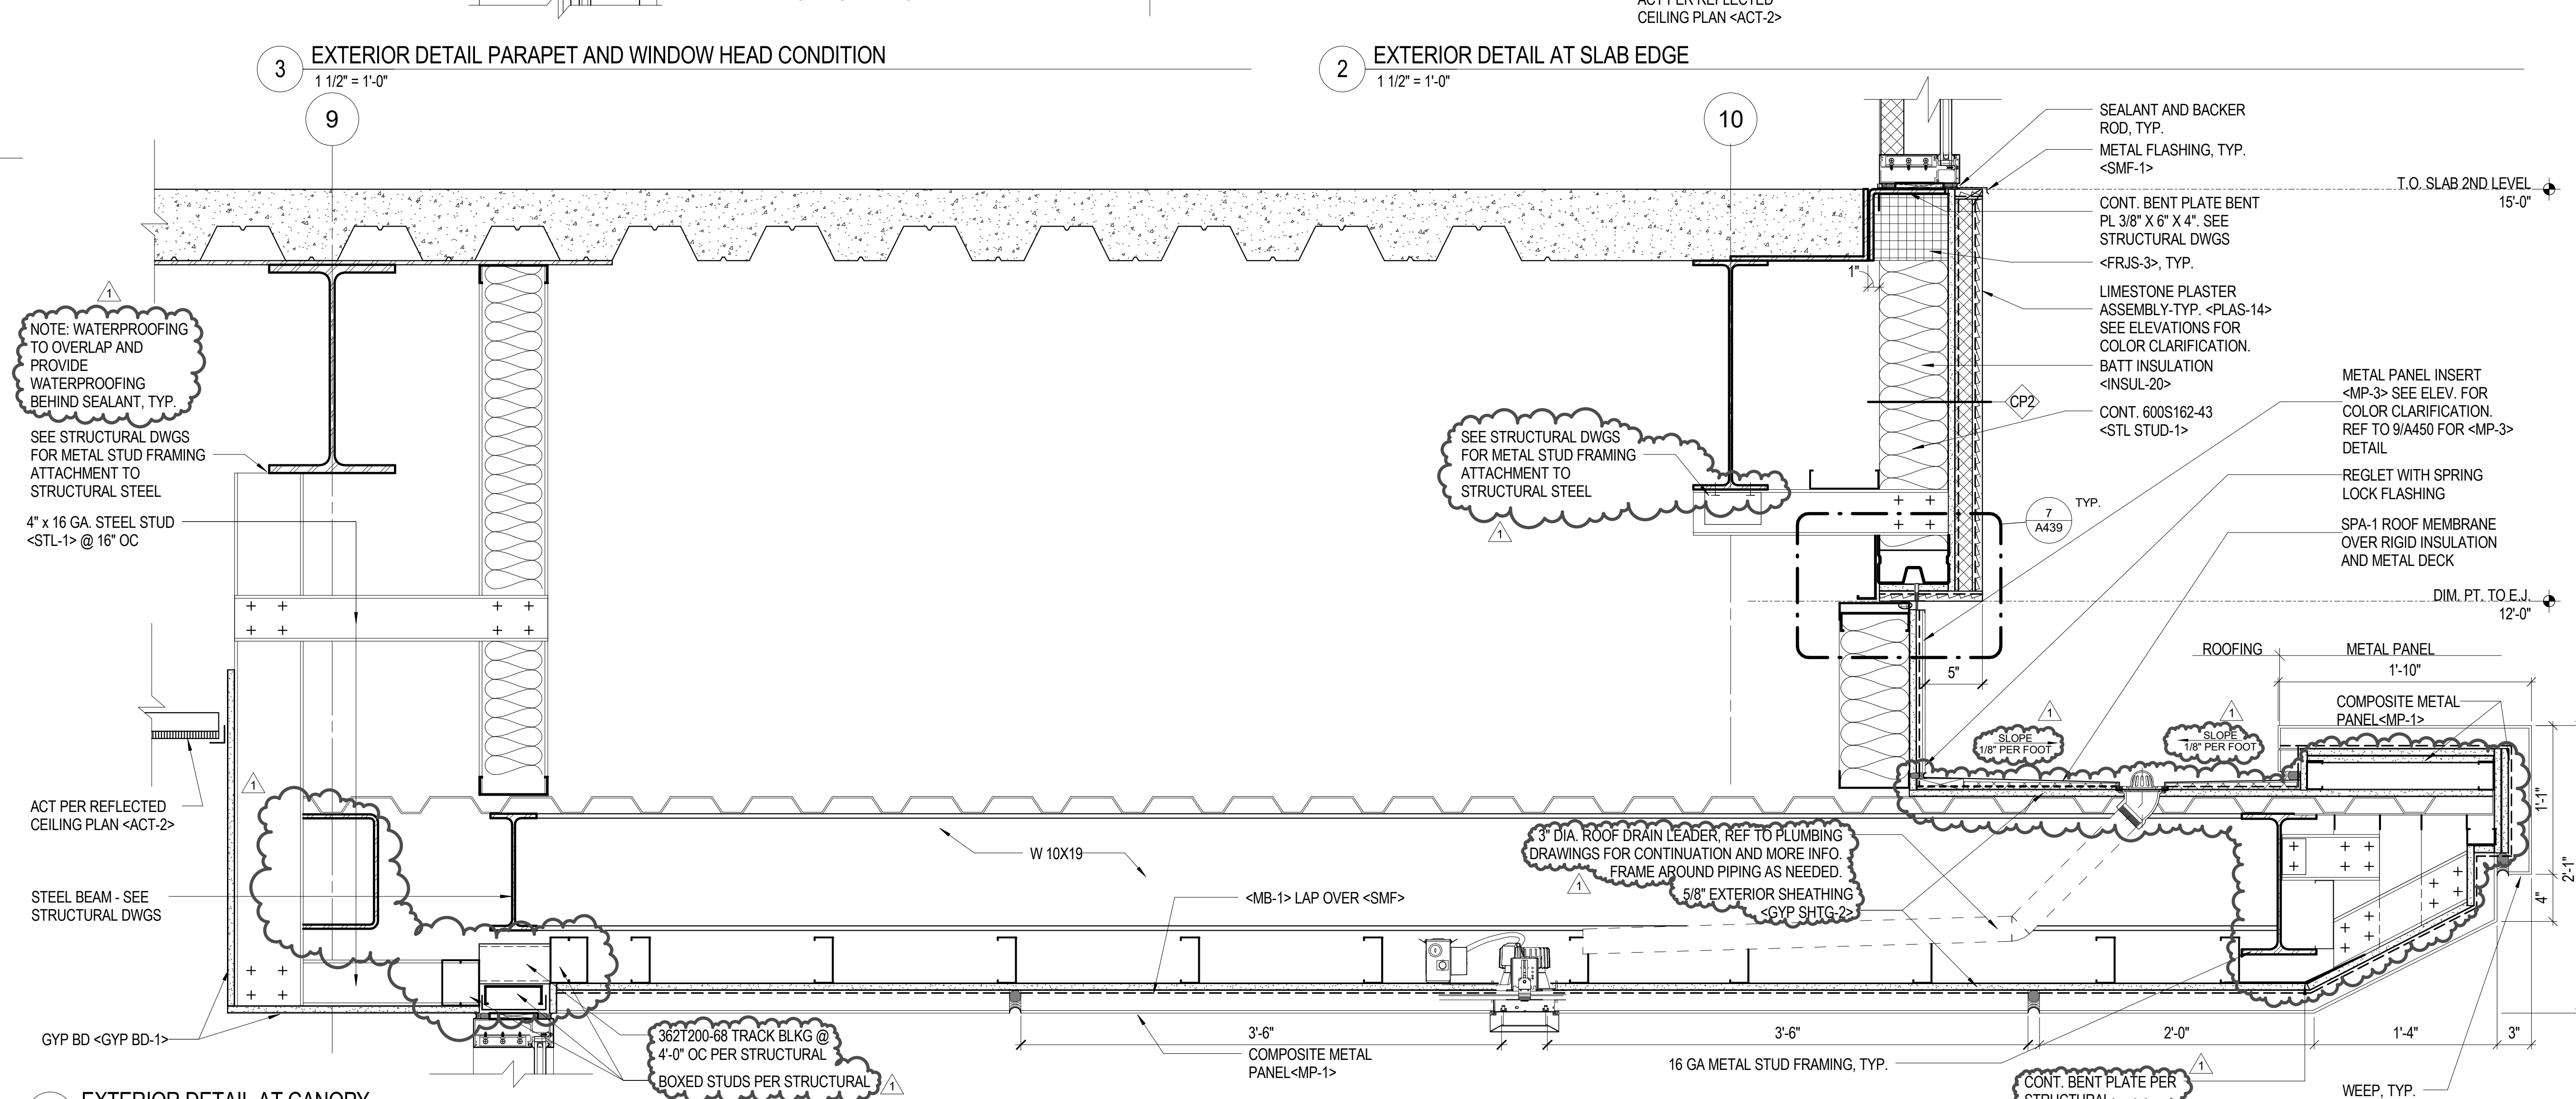 ACT PER REFLECTED
CEILING PLAN <ACT-2>
3
EXTERIOR DETAIL PARAPET AND WINDOW HEAD CONDITION
1 1/2" = 1'-0"
2
EXTERIOR DETAIL AT SLAB EDGE
1 1/2" = 1'-0"
9
10
SEALANT AND BACKER
ROD, TYP.
METAL FLASHING, TYP.
<SMF-1>
T.O. SLAB 2ND LEVEL
15'-0"
CONT. BENT PLATE BENT
PL 3/8" X 6" X 4". SEE
STRUCTURAL DWGS
<FRJS-3>, TYP.
1"
LIMESTONE PLASTER
ASSEMBLY-TYP. <PLAS-14>
SEE ELEVATIONS FOR
COLOR CLARIFICATION.
BATT INSULATION
<INSUL-20>
CP2
CONT. 600S162-43
<STL STUD-1>
METAL PANEL INSERT
<MP-3> SEE ELEV. FOR
COLOR CLARIFICATION.
REF TO 9/A450 FOR <MP-3>
DETAIL
REGLET WITH SPRING
LOCK FLASHING
SPA-1 ROOF MEMBRANE
OVER RIGID INSULATION
AND METAL DECK
1
NOTE: WATERPROOFING
TO OVERLAP AND
PROVIDE
WATERPROOFING
BEHIND SEALANT, TYP.
SEE STRUCTURAL DWGS
FOR METAL STUD FRAMING
ATTACHMENT TO
STRUCTURAL STEEL
4" x 16 GA. STEEL STUD
<STL-1> @ 16" OC
SEE STRUCTURAL DWGS
FOR METAL STUD FRAMING
ATTACHMENT TO
STRUCTURAL STEEL
1
7
A439
TYP.
DIM. PT. TO E.J.
12'-0"
ROOFING
METAL PANEL
1'-10"
5"
COMPOSITE METAL
PANEL<MP-1>
1
1
SLOPE
1/8" PER FOOT
SLOPE
1/8" PER FOOT
1
ACT PER REFLECTED
CEILING PLAN <ACT-2>
1'-1"
2'-1"
4"
W 10X19
3" DIA. ROOF DRAIN LEADER, REF TO PLUMBING
DRAWINGS FOR CONTINUATION AND MORE INFO.
FRAME AROUND PIPING AS NEEDED.
1
5/8" EXTERIOR SHEATHING
<GYP SHTG-2>
STEEL BEAM - SEE
STRUCTURAL DWGS
<MB-1> LAP OVER <SMF>
GYP BD <GYP BD-1>
362T200-68 TRACK BLKG @
4'-0" OC PER STRUCTURAL
BOXED STUDS PER STRUCTURAL
1
3'-6"
3'-6"
2'-0"
1'-4"
3"
COMPOSITE METAL
PANEL<MP-1>
16 GA METAL STUD FRAMING, TYP.
1
CONT. BENT PLATE PER
STRUCTURAL
WEEP, TYP.
EXTERIOR DETAIL AT CANOPY